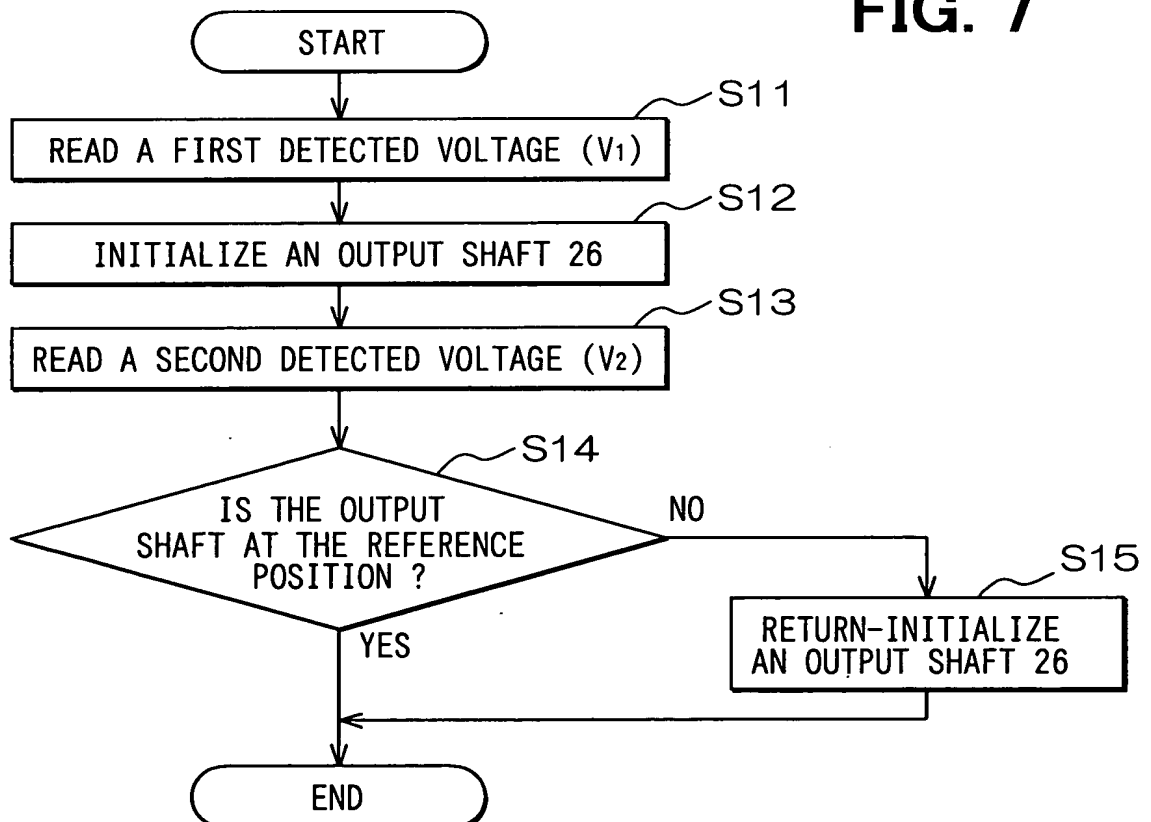 FIG. 7
START
S11
READ A FIRST DETECTED VOLTAGE (V1)
S12
INITIALIZE AN OUTPUT SHAFT 26
S13
READ A SECOND DETECTED VOLTAGE (V2)
S14
IS THE OUTPUT
SHAFT AT THE REFERENCE
POSITION ?
NO
YES
S15
RETURN-INITIALIZE
AN OUTPUT SHAFT 26
END